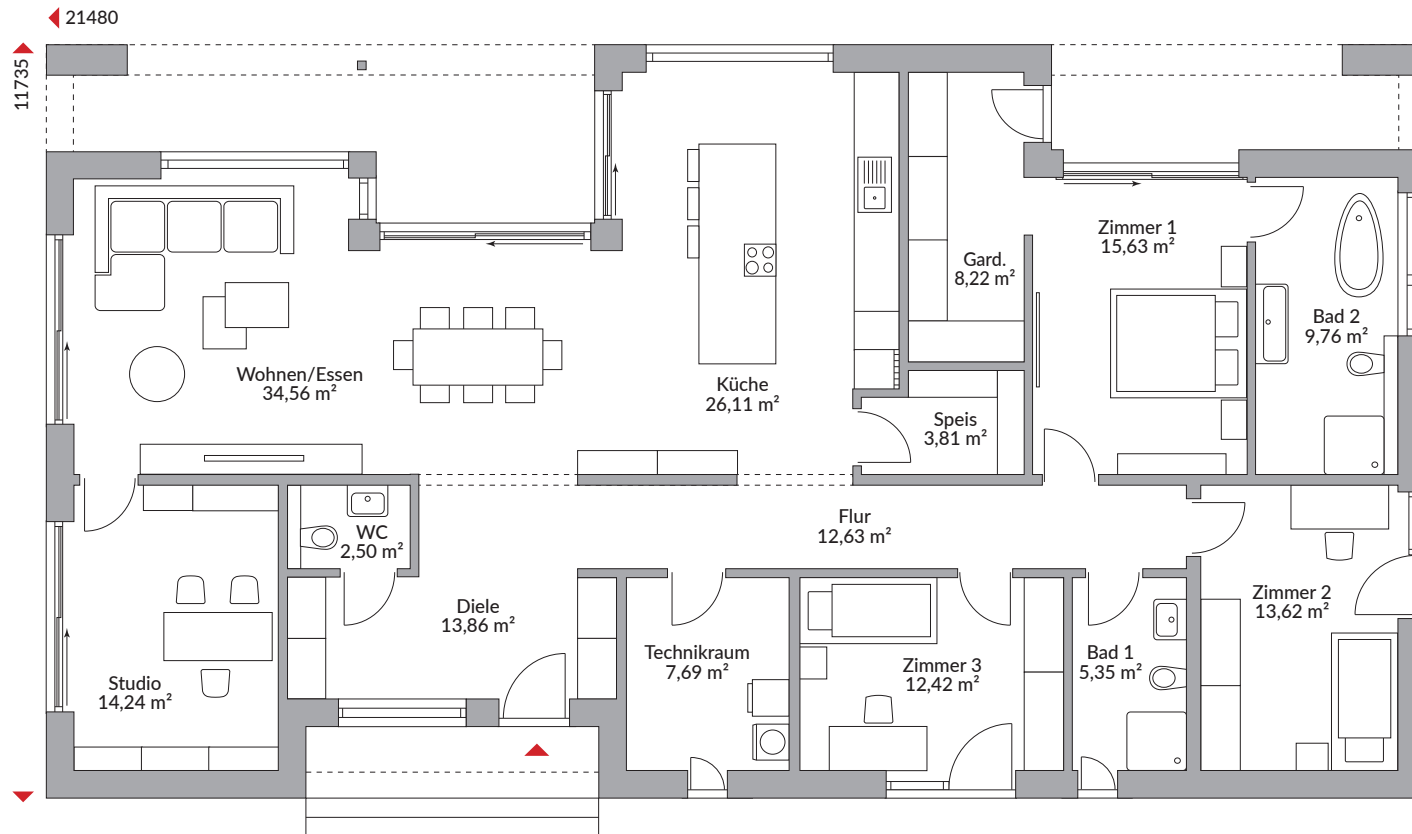 21480
11735
Zimmer 1
15,63 m²
Gard.
8,22 m²
Bad 2
9,76 m²
Wohnen/Essen
34,56 m²
Küche
26,11 m²
Speis
3,81 m²
Flur
12,63 m²
WC
2,50 m²
Diele
13,86 m²
Zimmer 2
13,62 m²
Technikraum
7,69 m²
Zimmer 3
12,42 m²
Bad 1
5,35 m²
Studio
14,24 m²